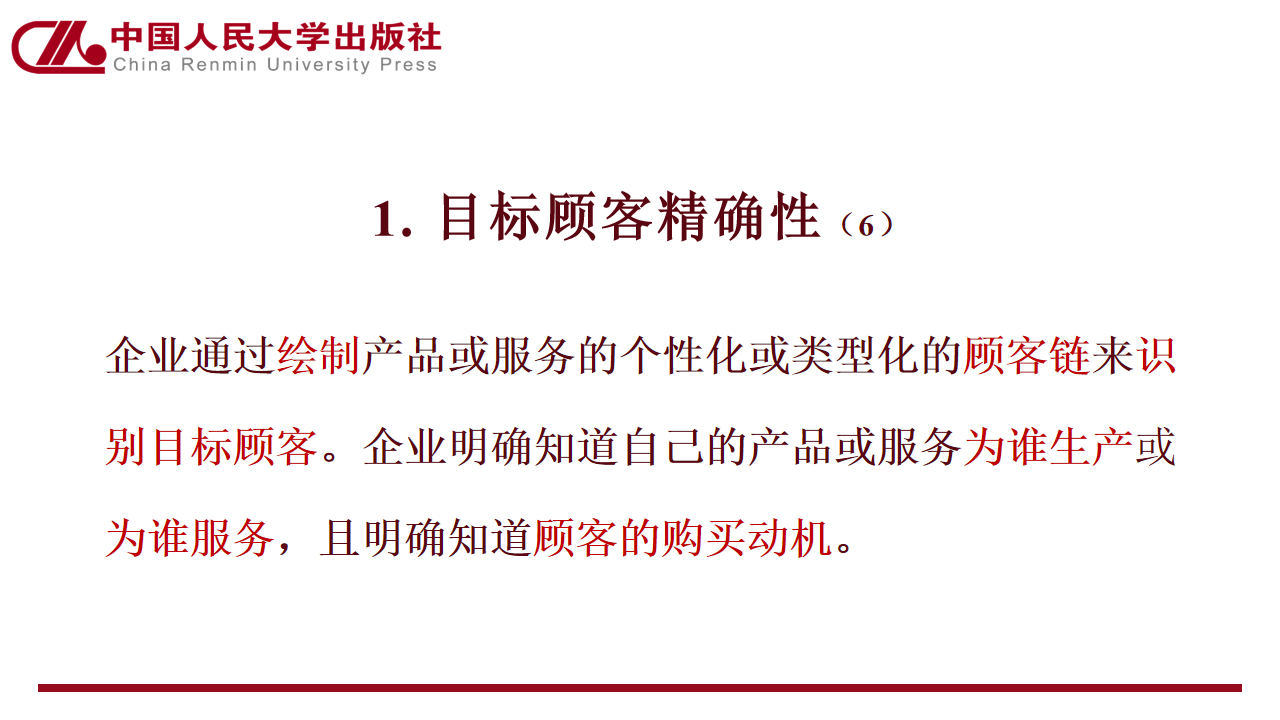 中国人民大学出版社
China Renmin University Press
1. 目标顾客精确性（6）
企业通过绘制产品或服务的个性化或类型化的顾客链来识
别目标顾客。企业明确知道自己的产品或服务为谁生产或
为谁服务，且明确知道顾客的购买动机。